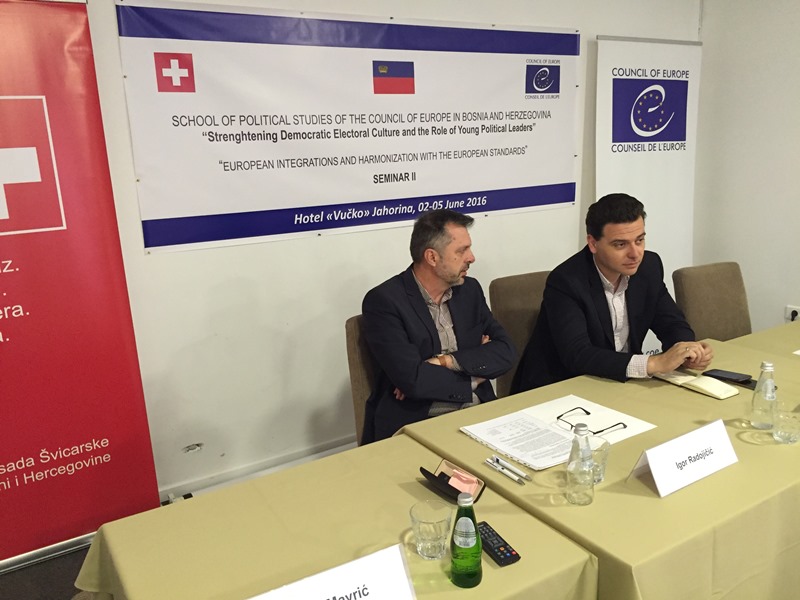 SCHOOL OF POLITICAL STUDIES OF THE COUNCIL OF EUROPE IN BOSNIA AND HERZEGOVINA
"Strenghtening Democratic Electoral Culture and the Role of Young Political Leaders"
"EUROPEAN INTEGRATIONS AND HARMONIZATION WITH THE EUROPEAN STANDARDS"
SEMINAR II
Hotel «Vučko» Jahorina, 02-05 June 2016
COUNCIL OF EUROPE
CONSEIL DE L'EUROPE
COUNCIL OF EUROPE
CONSEIL DE L'EUROPE
z.
era.
a.
sada Švicarske
ni i Hercegovine
Igor Radojičić
Mavrić